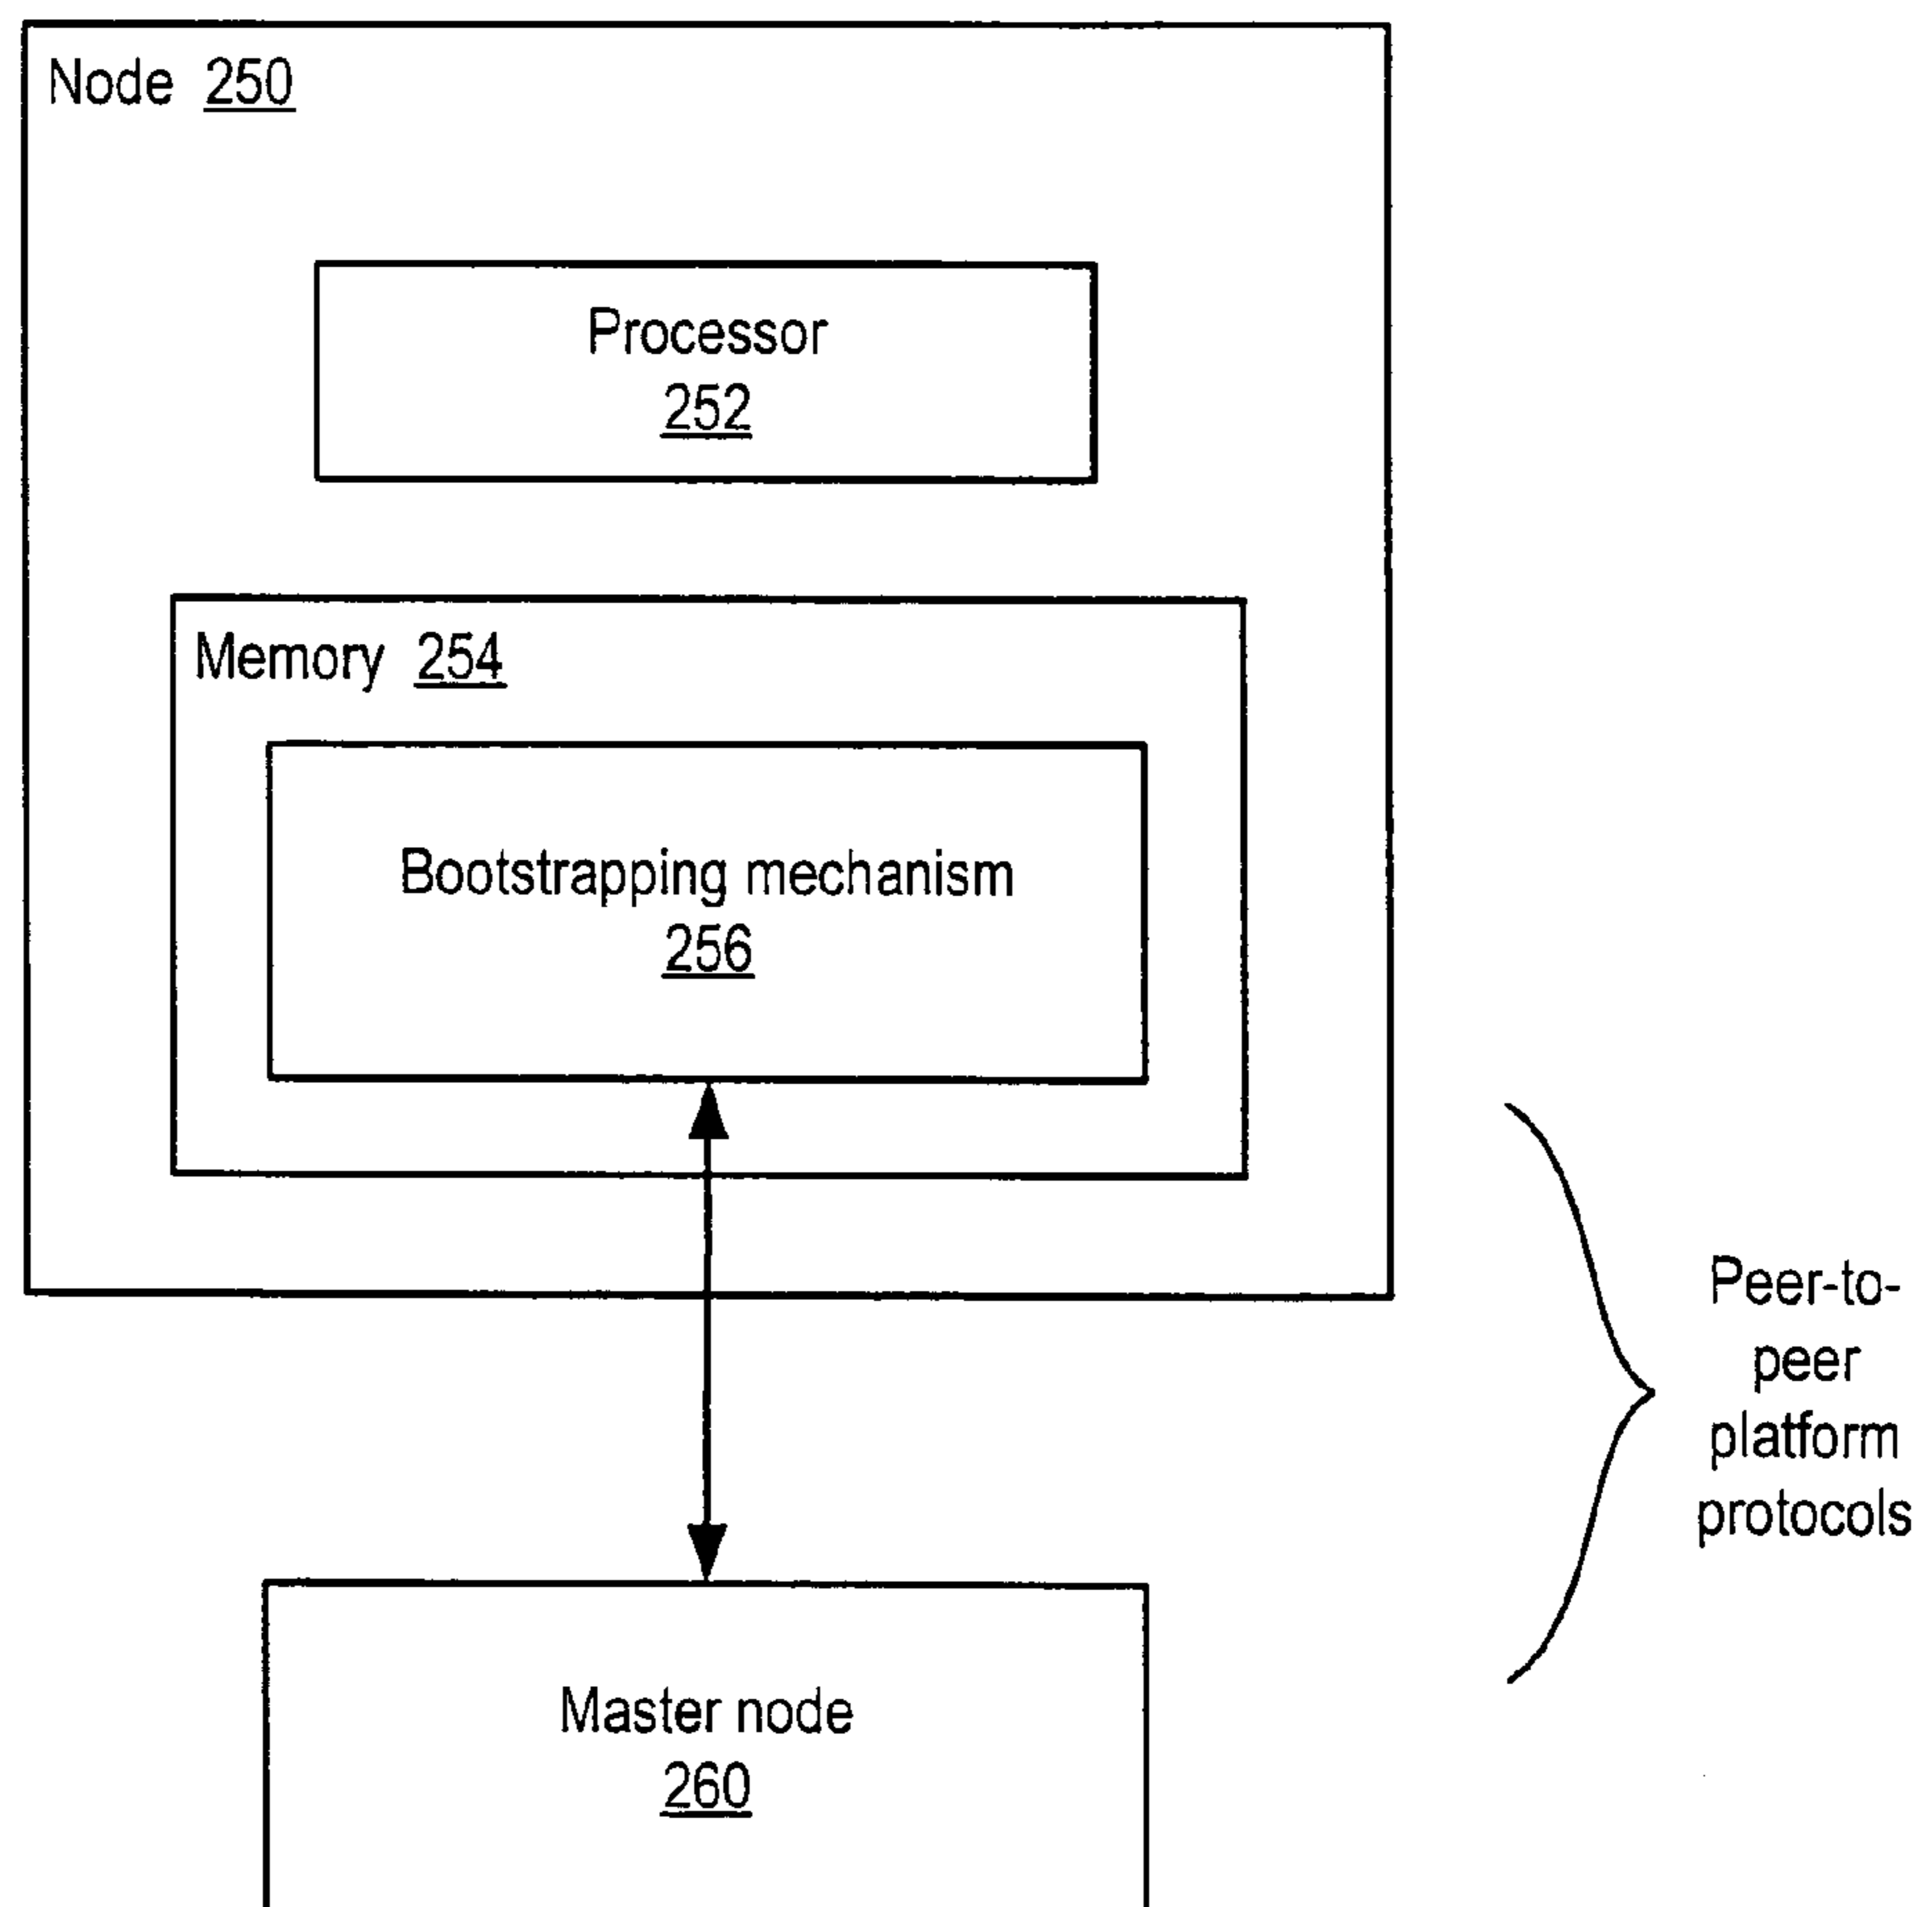 Node 250
Processor
252
Memory 254
Bootstrapping mechanism
256
Peer-to-
peer
platform
protocols
Master node
260